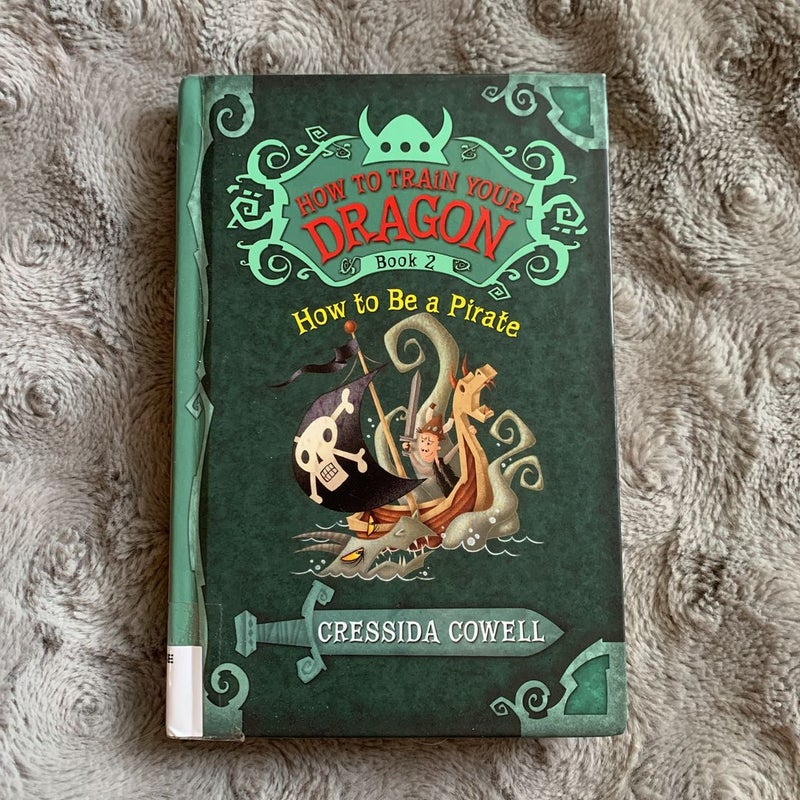 HOW TO TRAiN YOUR
DRAGON
Book 2
How to Be a Pirate
CRESSIDA COWELL